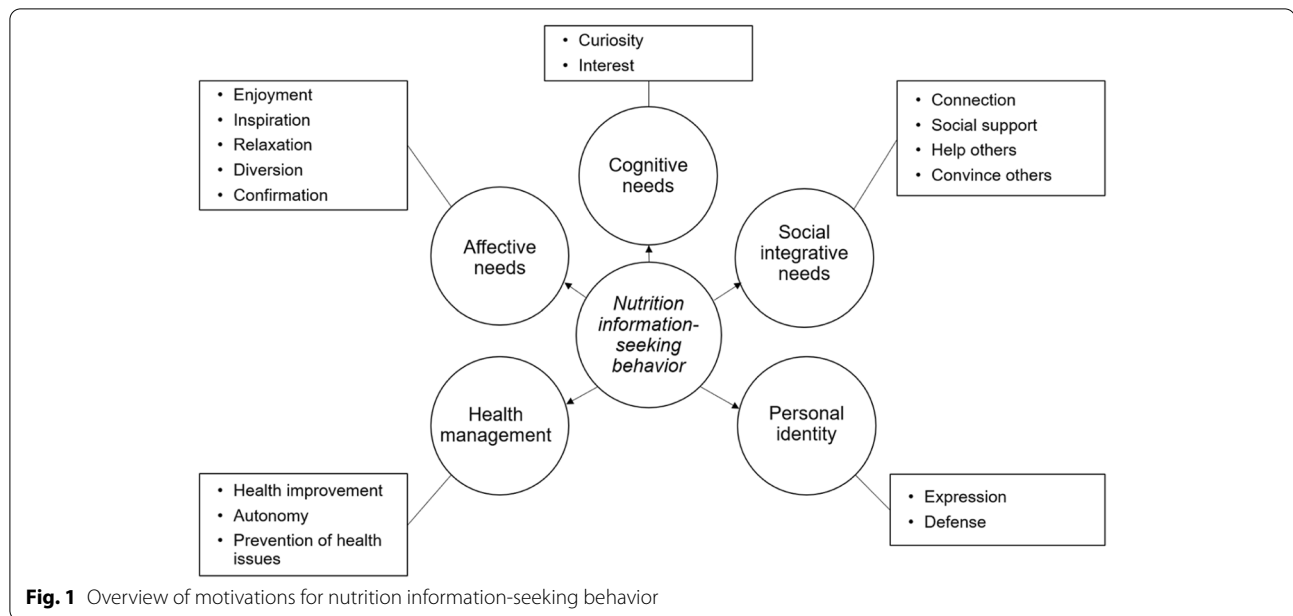 • Curiosity
• Interest
• Enjoyment
• Inspiration
• Relaxation
• Diversion
• Confirmation
• Connection
• Social support
• Help others
• Convince others
Cognitive
needs
Affective
needs
Social
integrative
needs
Nutrition
information-
seeking
behavior
Health
management
Personal
identity
• Health improvement
• Autonomy
• Prevention of health
issues
• Expression
• Defense
Fig. 1 Overview of motivations for nutrition information-seeking behavior